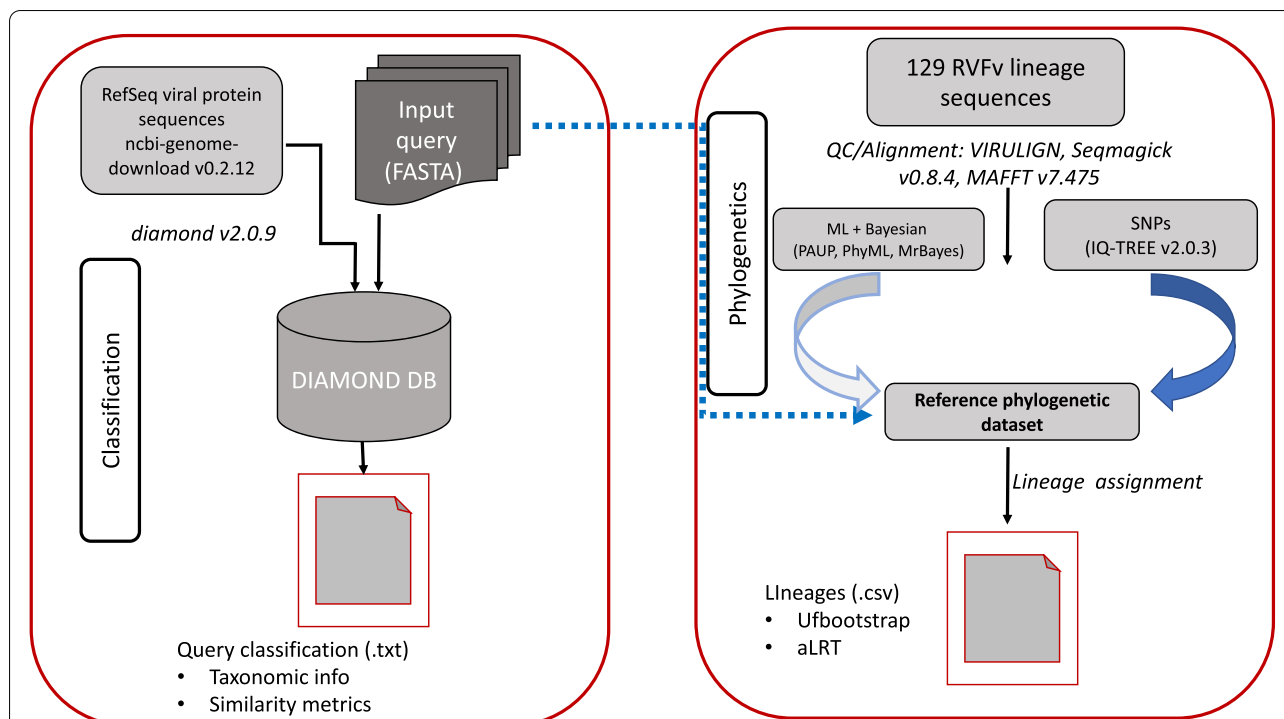 RefSeq viral protein
sequences
ncbi-genome-
download v0.2.12
Input
query
(FASTA)
diamond v2.0.9
Classification
DIAMOND DB
Query classification (.txt)
• Taxonomic info
• Similarity metrics
129 RVFv lineage
sequences
QC/Alignment: VIRULIGN, Seqmagick
v0.8.4, MAFFT v7.475
Phylogenetics
ML + Bayesian
(PAUP, PhyML, MrBayes)
SNPs
(IQ-TREE v2.0.3)
Reference phylogenetic
dataset
Lineage assignment
LIneages (.csv)
• Ufbootstrap
• aLRT